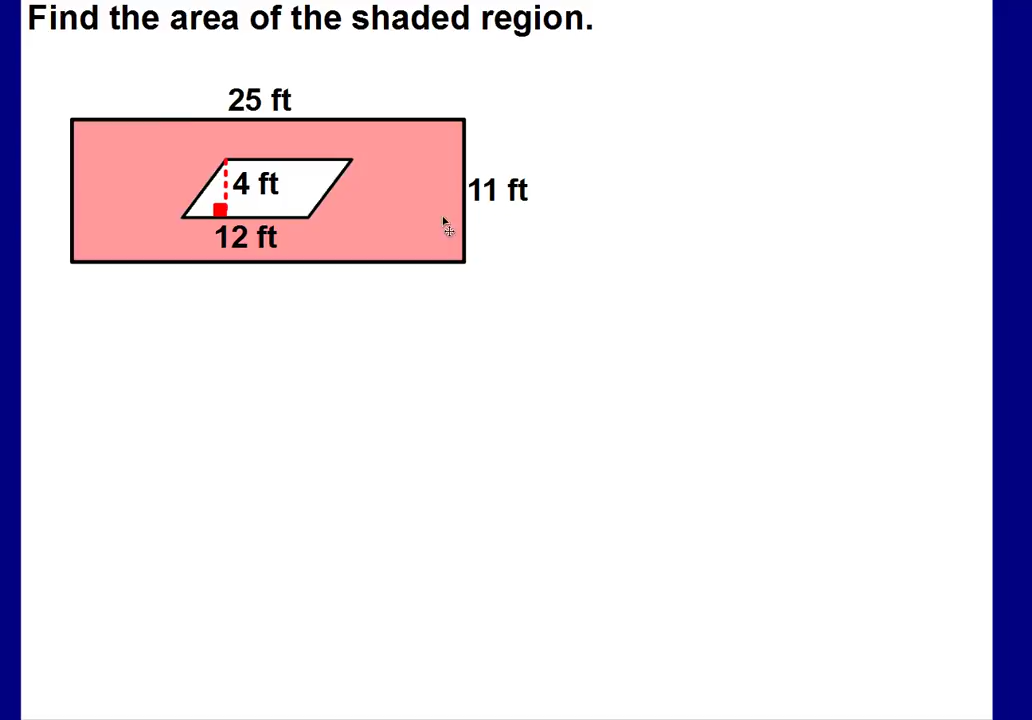 Find the area of the shaded region.
25 ft
4 ft
11 ft
12 ft